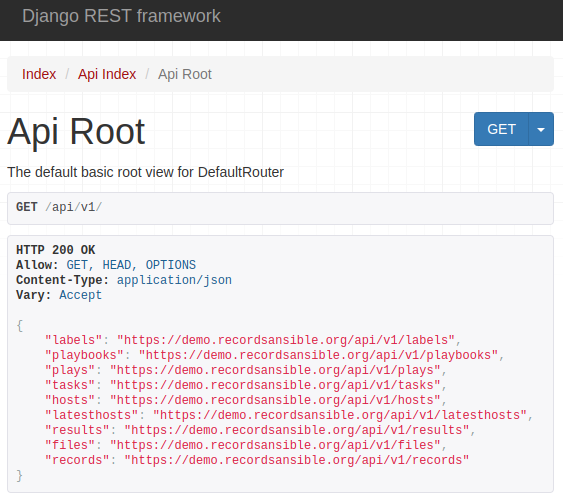 Django REST framework
Index / Api Index / Api Root
Api Root
GET
The default basic root view for DefaultRouter
GET /api/v1/
HTTP 200 OK
Allow: GET, HEAD, OPTIONS
Content-Type: application/json
Vary: Accept
{
    "labels": "https://demo.recordsansible.org/api/v1/labels",
    "playbooks": "https://demo.recordsansible.org/api/v1/playbooks",
    "plays": "https://demo.recordsansible.org/api/v1/plays",
    "tasks": "https://demo.recordsansible.org/api/v1/tasks",
    "hosts": "https://demo.recordsansible.org/api/v1/hosts",
    "latesthosts": "https://demo.recordsansible.org/api/v1/latesthosts",
    "results": "https://demo.recordsansible.org/api/v1/results",
    "files": "https://demo.recordsansible.org/api/v1/files",
    "records": "https://demo.recordsansible.org/api/v1/records"
}